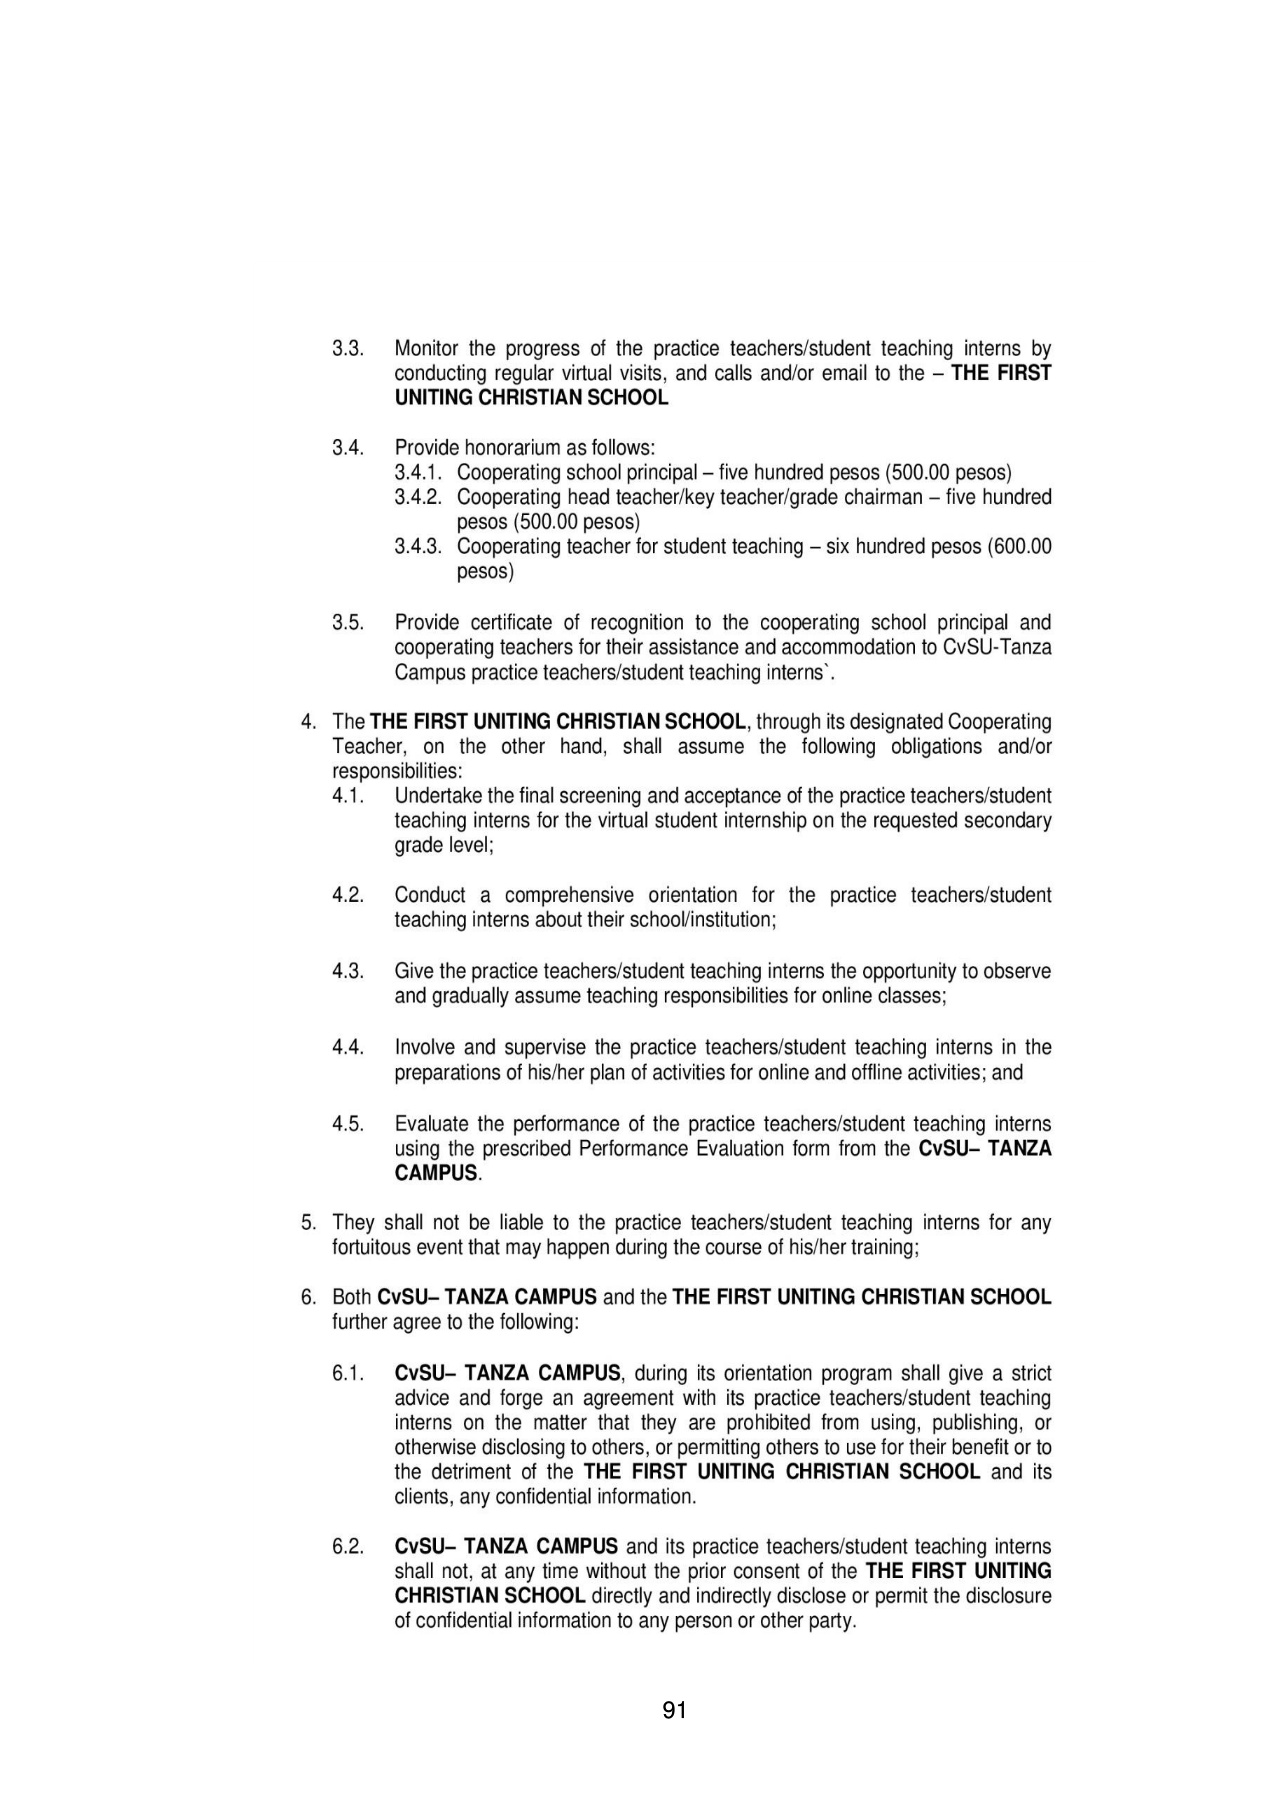 3.3. Monitor the progress of the practice teachers/student teaching interns by
conducting regular virtual visits, and calls and/or email to the – THE FIRST
UNITING CHRISTIAN SCHOOL
3.4. Provide honorarium as follows:
3.4.1. Cooperating school principal – five hundred pesos (500.00 pesos)
3.4.2. Cooperating head teacher/key teacher/grade chairman – five hundred
pesos (500.00 pesos)
3.4.3. Cooperating teacher for student teaching – six hundred pesos (600.00
pesos)
3.5. Provide certificate of recognition to the cooperating school principal and
cooperating teachers for their assistance and accommodation to CvSU-Tanza
Campus practice teachers/student teaching interns`.
4. The THE FIRST UNITING CHRISTIAN SCHOOL, through its designated Cooperating
Teacher, on the other hand, shall assume the following obligations and/or
responsibilities:
4.1. Undertake the final screening and acceptance of the practice teachers/student
teaching interns for the virtual student internship on the requested secondary
grade level;
4.2. Conduct a comprehensive orientation for the practice teachers/student
teaching interns about their school/institution;
4.3. Give the practice teachers/student teaching interns the opportunity to observe
and gradually assume teaching responsibilities for online classes;
4.4. Involve and supervise the practice teachers/student teaching interns in the
preparations of his/her plan of activities for online and offline activities; and
4.5. Evaluate the performance of the practice teachers/student teaching interns
using the prescribed Performance Evaluation form from the CvSU– TANZA
CAMPUS.
5. They shall not be liable to the practice teachers/student teaching interns for any
fortuitous event that may happen during the course of his/her training;
6. Both CvSU– TANZA CAMPUS and the THE FIRST UNITING CHRISTIAN SCHOOL
further agree to the following:
6.1. CvSU– TANZA CAMPUS, during its orientation program shall give a strict
advice and forge an agreement with its practice teachers/student teaching
interns on the matter that they are prohibited from using, publishing, or
otherwise disclosing to others, or permitting others to use for their benefit or to
the detriment of the THE FIRST UNITING CHRISTIAN SCHOOL and its
clients, any confidential information.
6.2. CvSU– TANZA CAMPUS and its practice teachers/student teaching interns
shall not, at any time without the prior consent of the THE FIRST UNITING
CHRISTIAN SCHOOL directly and indirectly disclose or permit the disclosure
of confidential information to any person or other party.
91